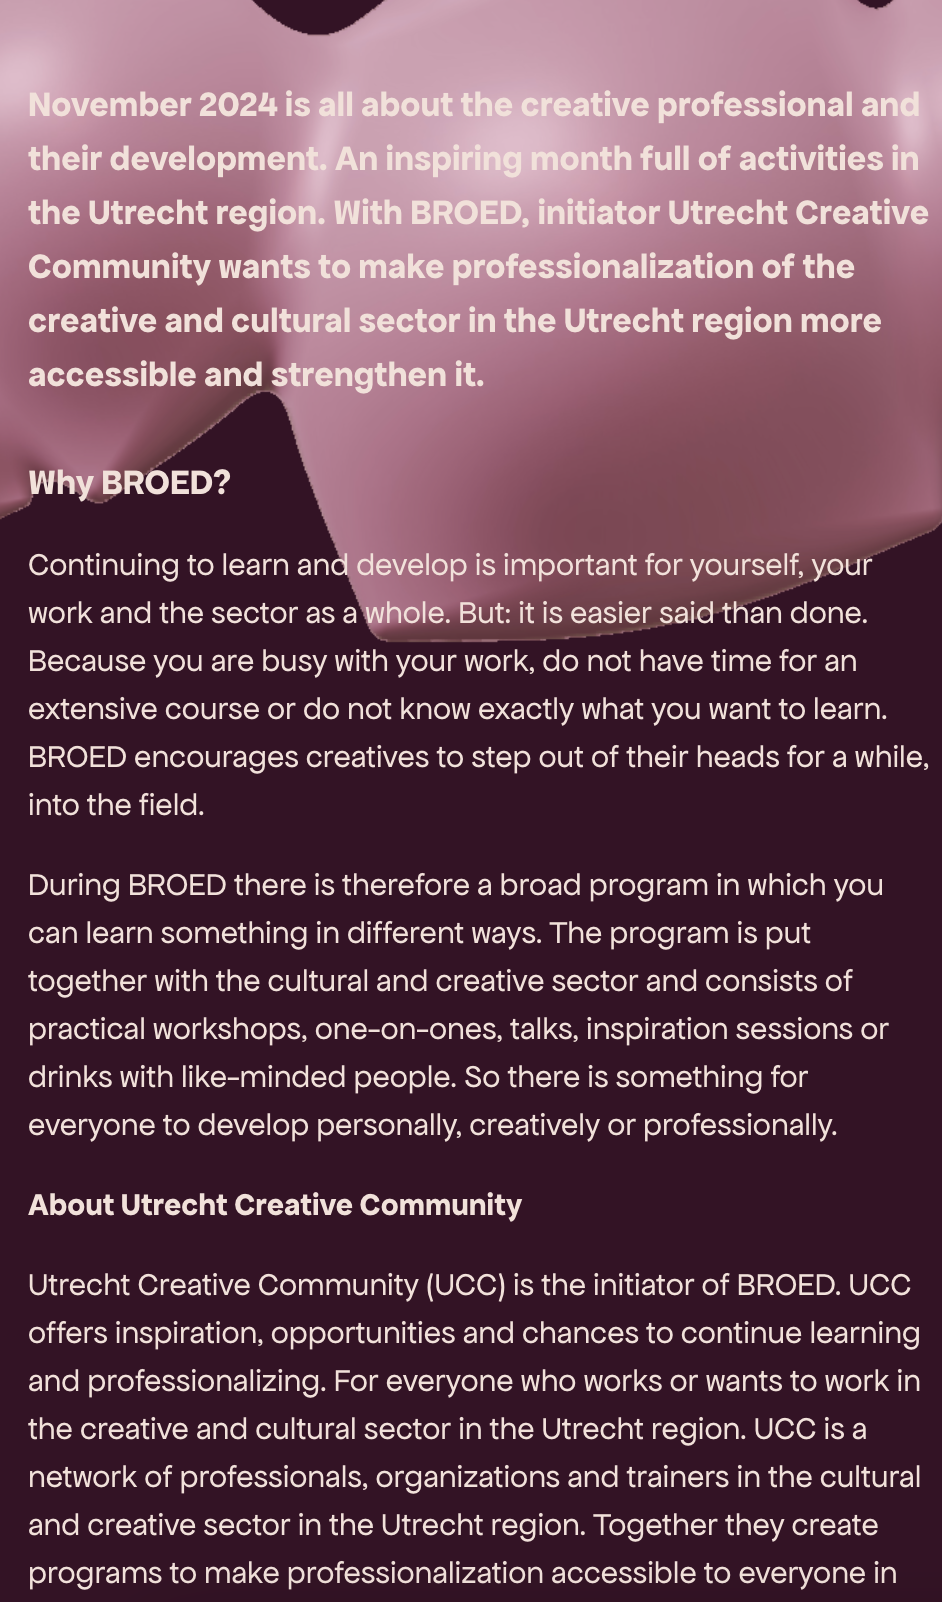 November 2024 is all about the creative professional and
their development. An inspiring month full of activities in
the Utrecht region. With BROED, initiator Utrecht Creative
Community wants to make professionalization of the
creative and cultural sector in the Utrecht region more
accessible and strengthen it.
Why BROED?
Continuing to learn and develop is important for yourself, your
work and the sector as a whole. But: it is easier said than done.
Because you are busy with your work, do not have time for an
extensive course or do not know exactly what you want to learn.
BROED encourages creatives to step out of their heads for a while,
into the field.
During BROED there is therefore a broad program in which you
can learn something in different ways. The program is put
together with the cultural and creative sector and consists of
practical workshops, one-on-ones, talks, inspiration sessions or
drinks with like-minded people. So there is something for
everyone to develop personally, creatively or professionally.
About Utrecht Creative Community
Utrecht Creative Community (UCC) is the initiator of BROED. UCC
offers inspiration, opportunities and chances to continue learning
and professionalizing. For everyone who works or wants to work in
the creative and cultural sector in the Utrecht region. UCC is a
network of professionals, organizations and trainers in the cultural
and creative sector in the Utrecht region. Together they create
programs to make professionalization accessible to everyone in